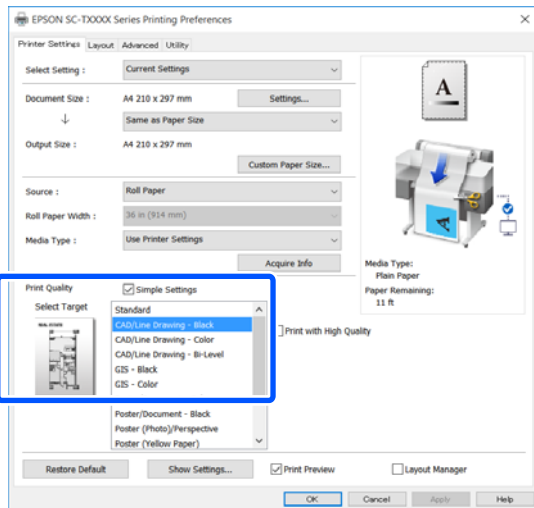 EPSON SC-TXXXX Series Printing Preferences
Printer Settings Layout Advanced Utility
Select Setting : Current Settings
Document Size : A4 210 x 297 mm Settings...
Same as Paper Size
Output Size : A4 210 x 297 mm
Custom Paper Size...
Source : Roll Paper
Roll Paper Width : 36 in (914 mm)
Media Type : Use Printer Settings
Acquire Info
A
Media Type:
Plain Paper
Paper Remaining:
11 ft
Print Quality Simple Settings
Select Target
Standard
CAD/Line Drawing - Black
CAD/Line Drawing - Color
CAD/Line Drawing - Bi-Level
GIS - Black
GIS - Color
Print with High Quality
Poster/Document - Black
Poster (Photo)/Perspective
Poster (Yellow Paper)
Restore Default Show Settings... Print Preview Layout Manager
OK Cancel Apply Help